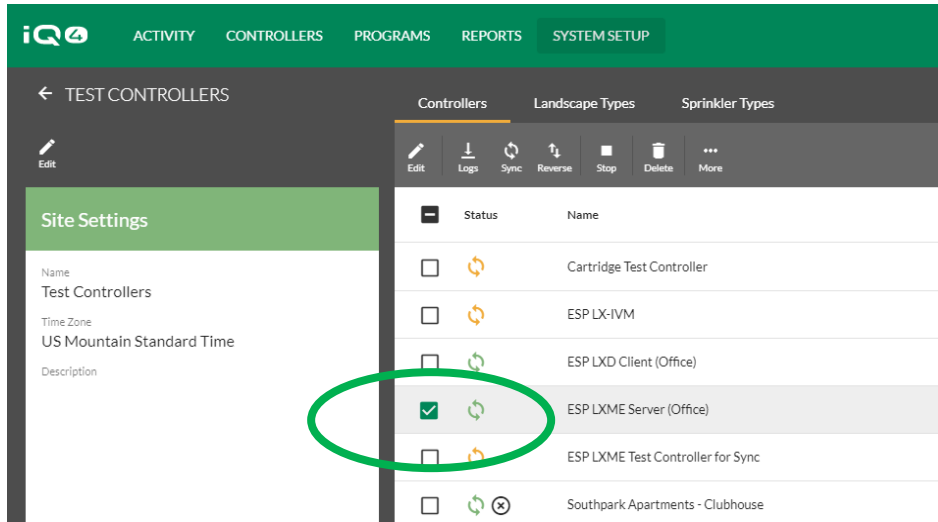 iQ4 ACTIVITY CONTROLLERS PROGRAMS REPORTS SYSTEM SETUP
TEST CONTROLLERS
Controllers Landscape Types Sprinkler Types
Edit
Edit Logs Sync Reverse Stop Delete More
Site Settings
Status Name
Name
Test Controllers
Time Zone
US Mountain Standard Time
Description
Cartridge Test Controller
ESP LX-IVM
ESP LXD Client (Office)
ESP LXME Server (Office)
ESP LXME Test Controller for Sync
Southpark Apartments - Clubhouse